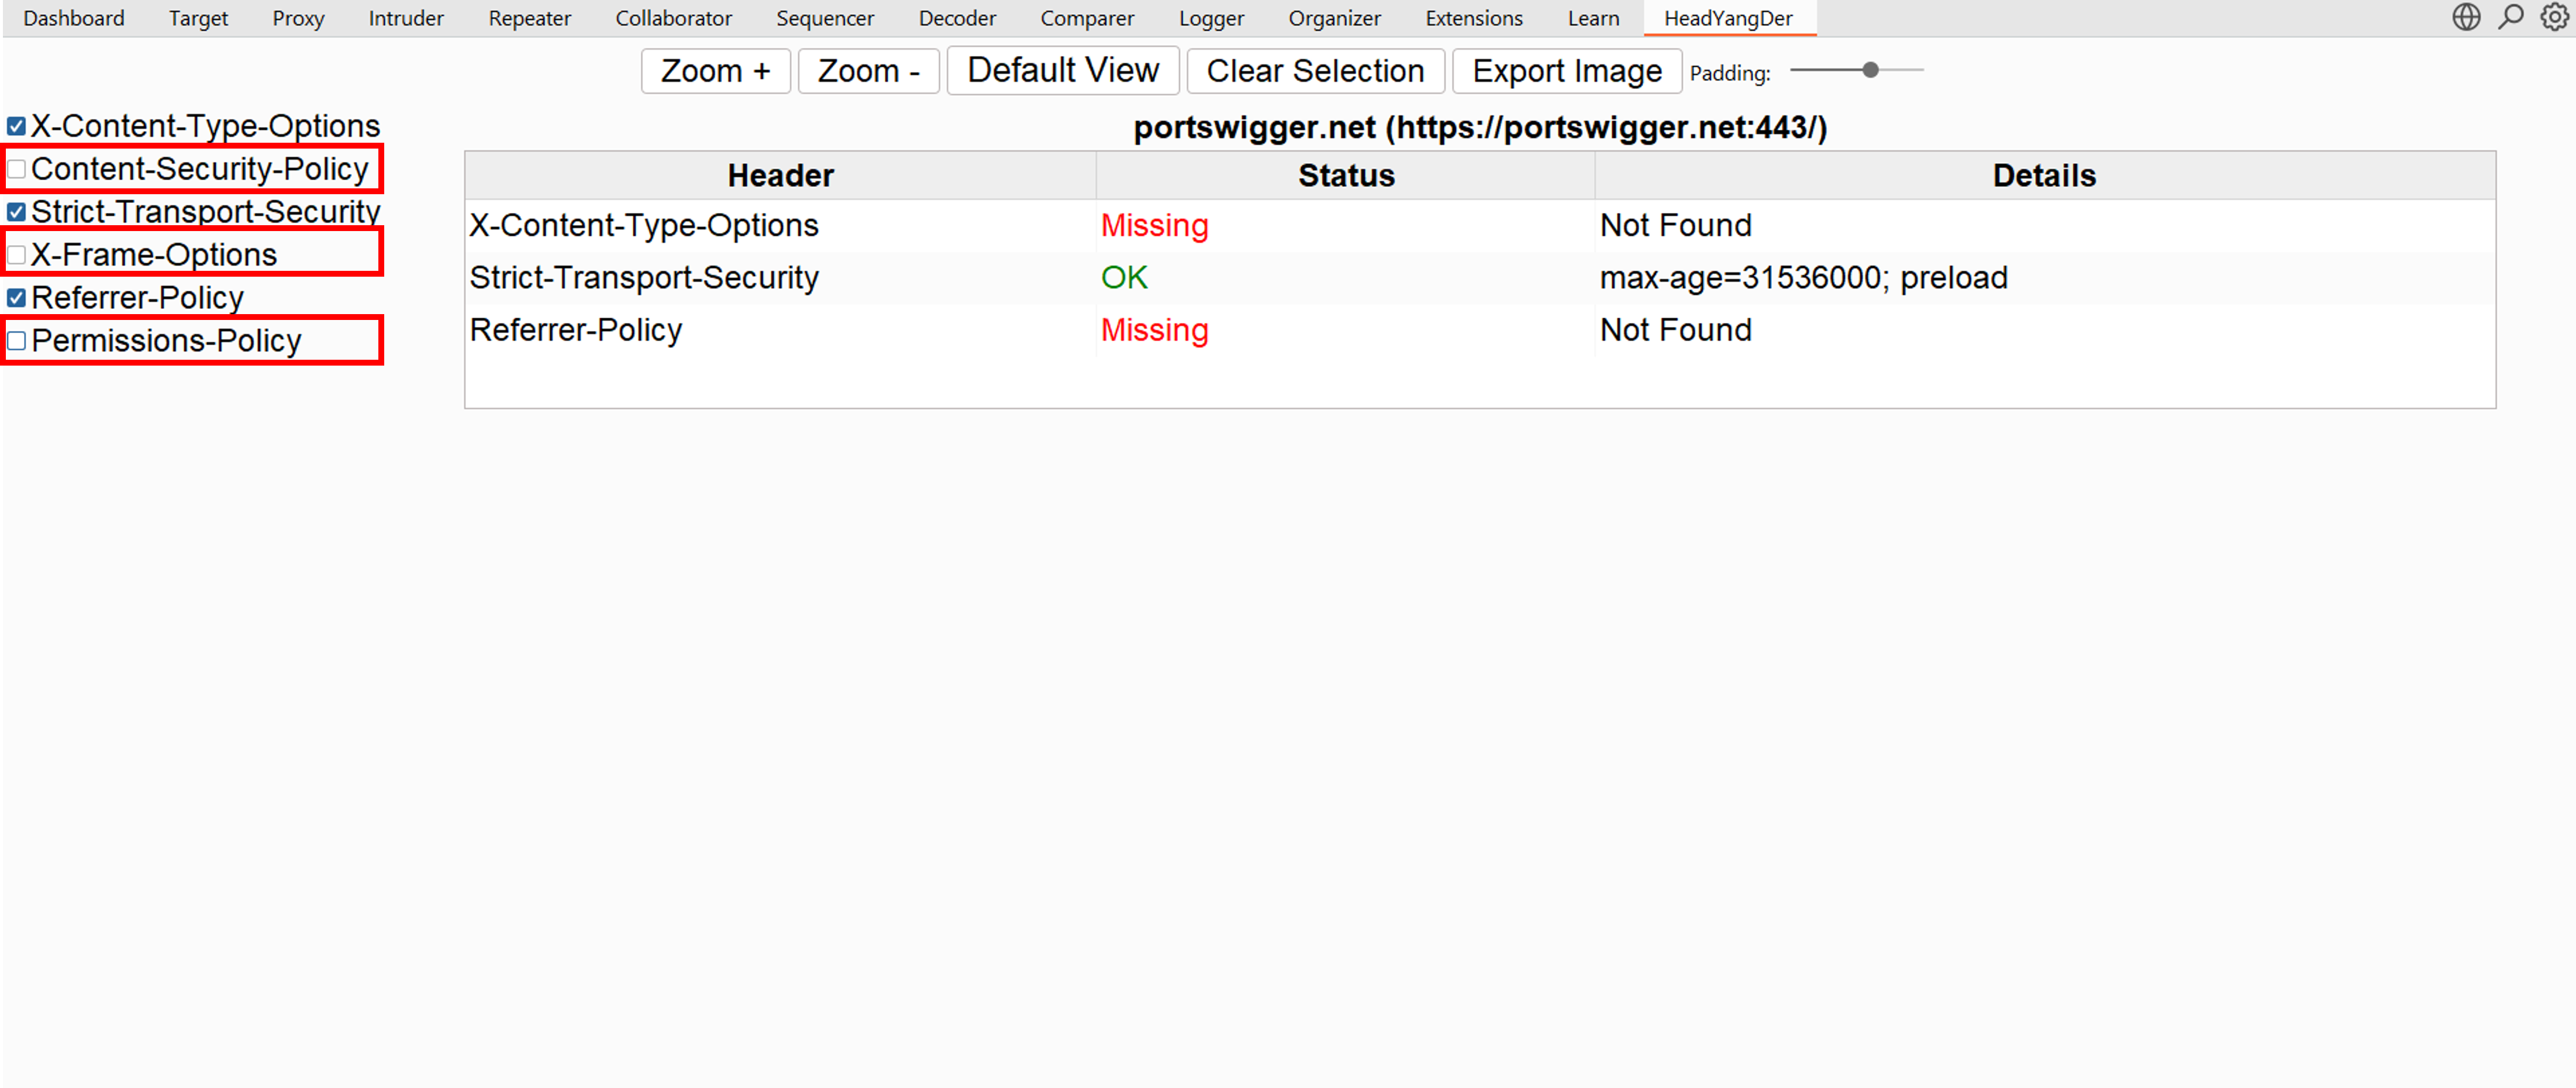 Dashboard Target Proxy Intruder Repeater Collaborator Sequencer Decoder Comparer Logger Organizer Extensions Learn HeadYangDer
Zoom + Zoom - Default View Clear Selection Export Image Padding:
X-Content-Type-Options
Content-Security-Policy
Strict-Transport-Security
X-Frame-Options
Referrer-Policy
Permissions-Policy
portswigger.net (https://portswigger.net:443/)
Header Status Details
X-Content-Type-Options Missing Not Found
Strict-Transport-Security OK max-age=31536000; preload
Referrer-Policy Missing Not Found